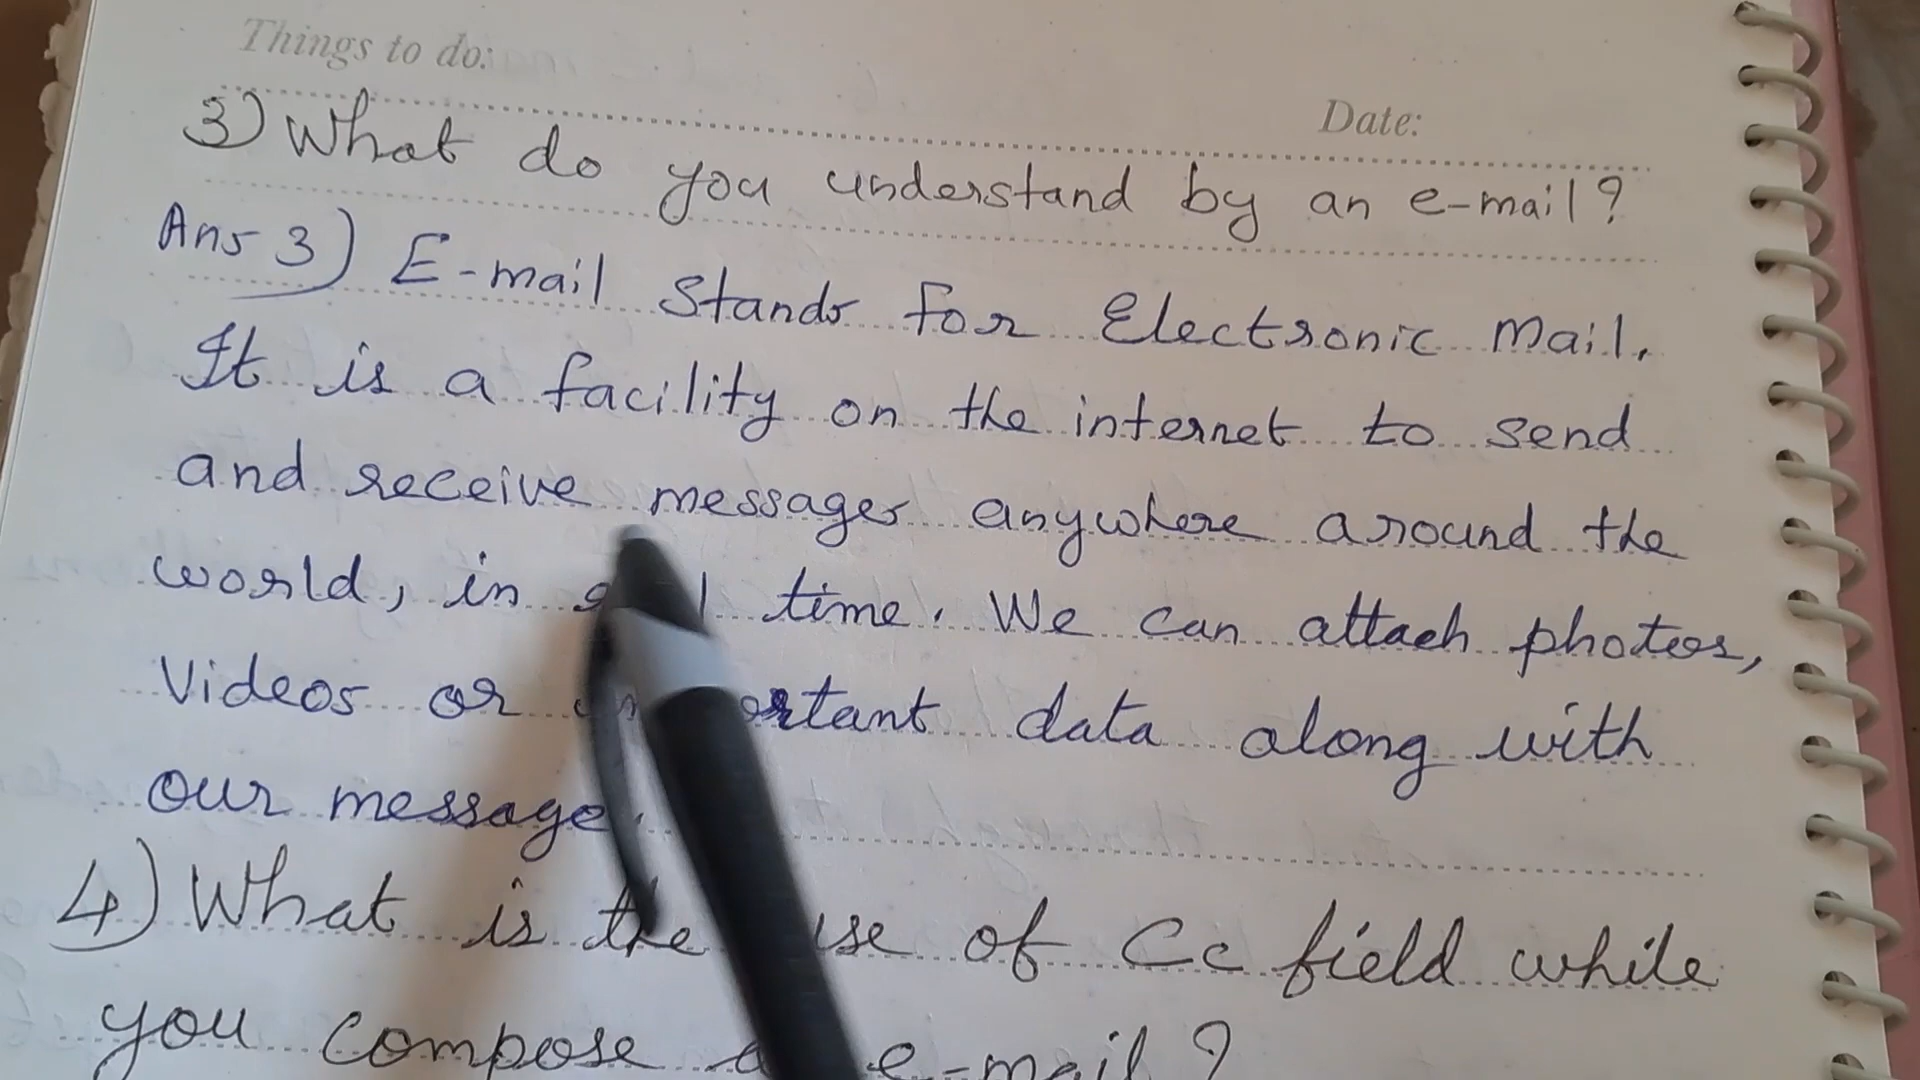 Things to do:
Date:
3) What do you understand by an e-mail?
Ans 3) E-mail Stands for Electronic Mail.
It is a facility on the internet to send
and receive messages anywhere around the
world, in time. We can attach photos,
Videos or data along with
our message.
4) What is the use of Cc field while
you compose e-mail?